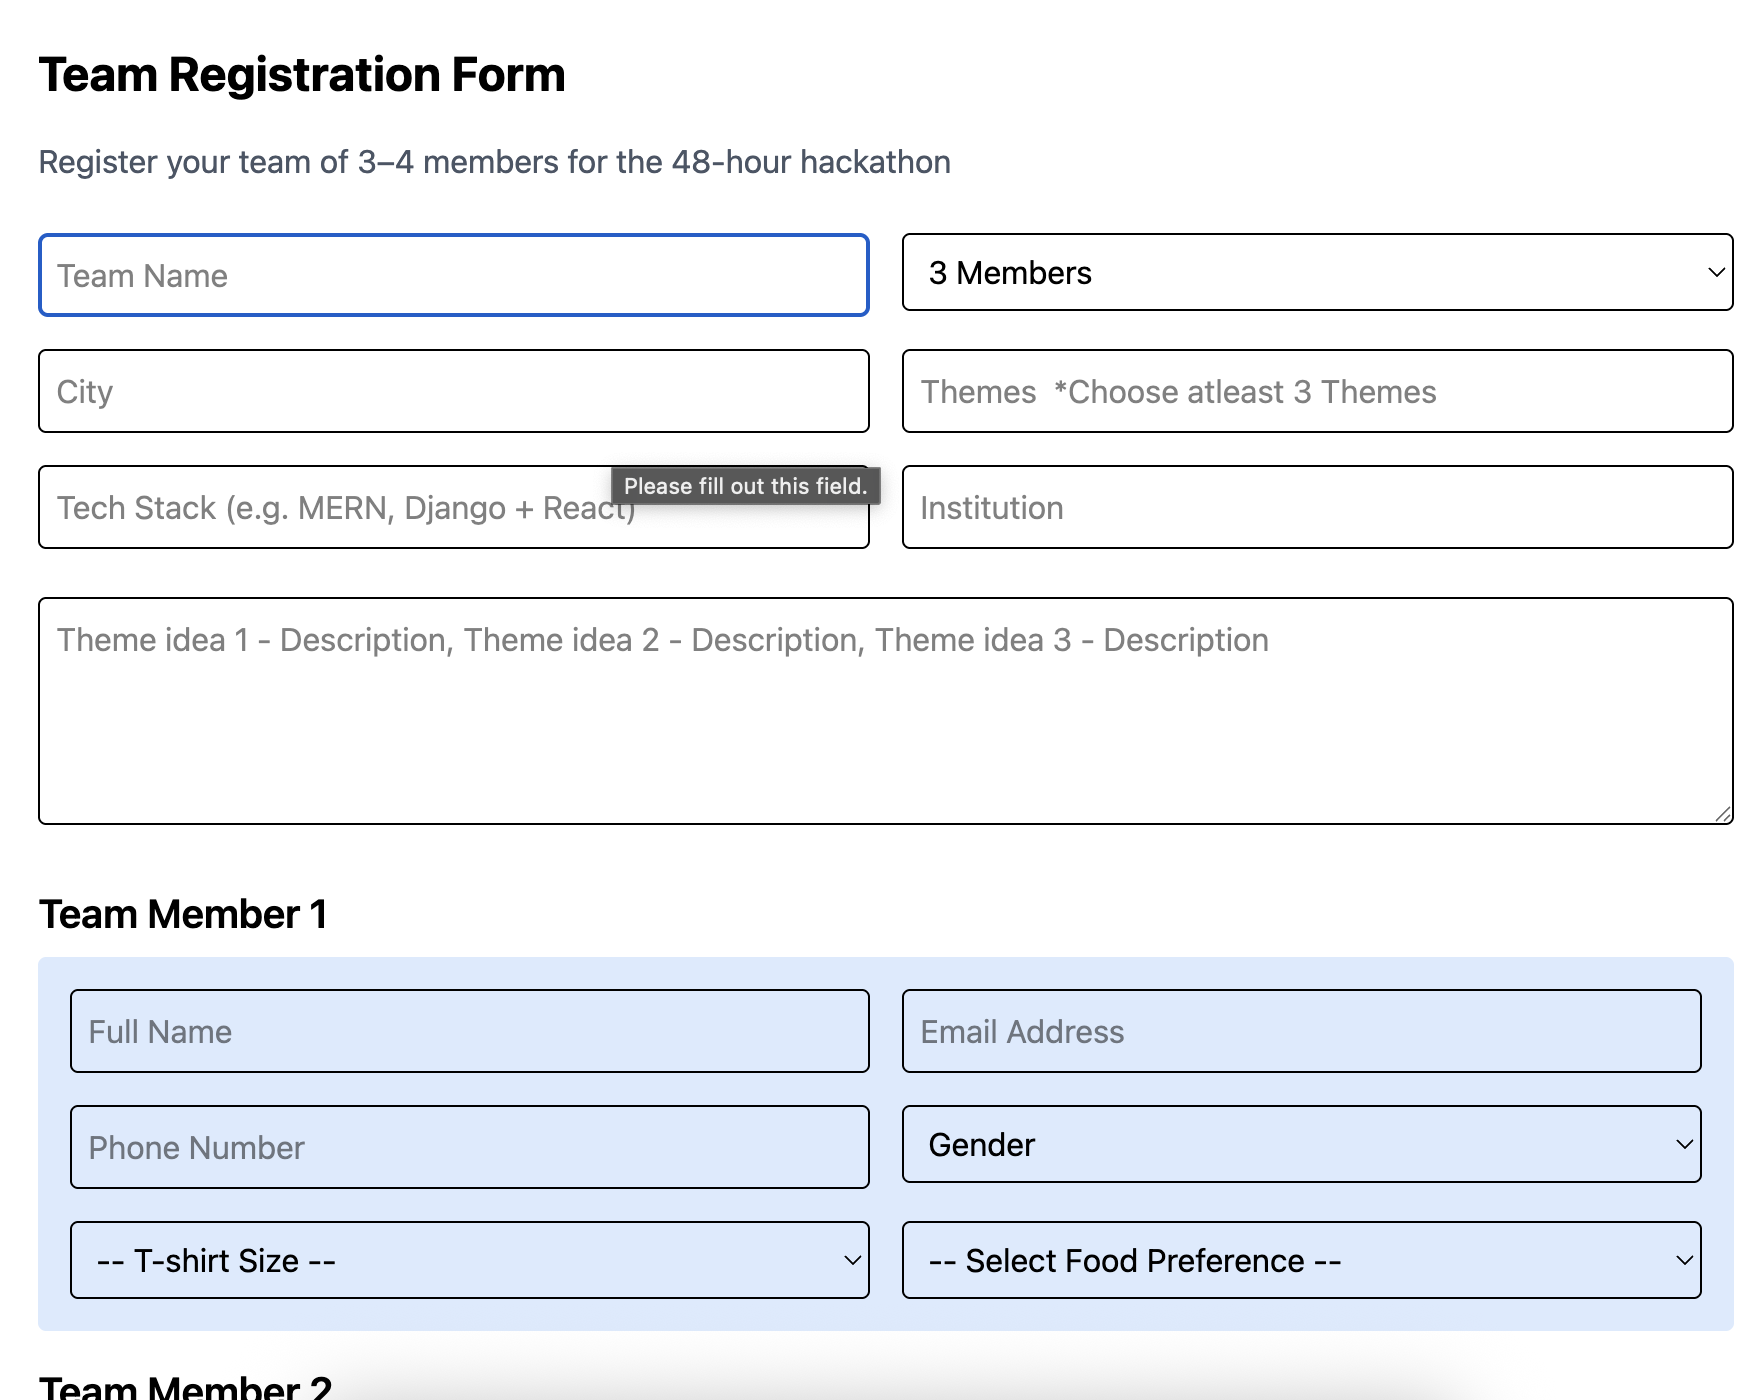 Team Registration Form
Register your team of 3–4 members for the 48-hour hackathon
Team Name
3 Members
City
Themes  *Choose atleast 3 Themes
Tech Stack (e.g. MERN, Django + React)
Please fill out this field.
Institution
Theme idea 1 - Description, Theme idea 2 - Description, Theme idea 3 - Description
Team Member 1
Full Name
Email Address
Phone Number
Gender
-- T-shirt Size --
-- Select Food Preference --
Team Member 2